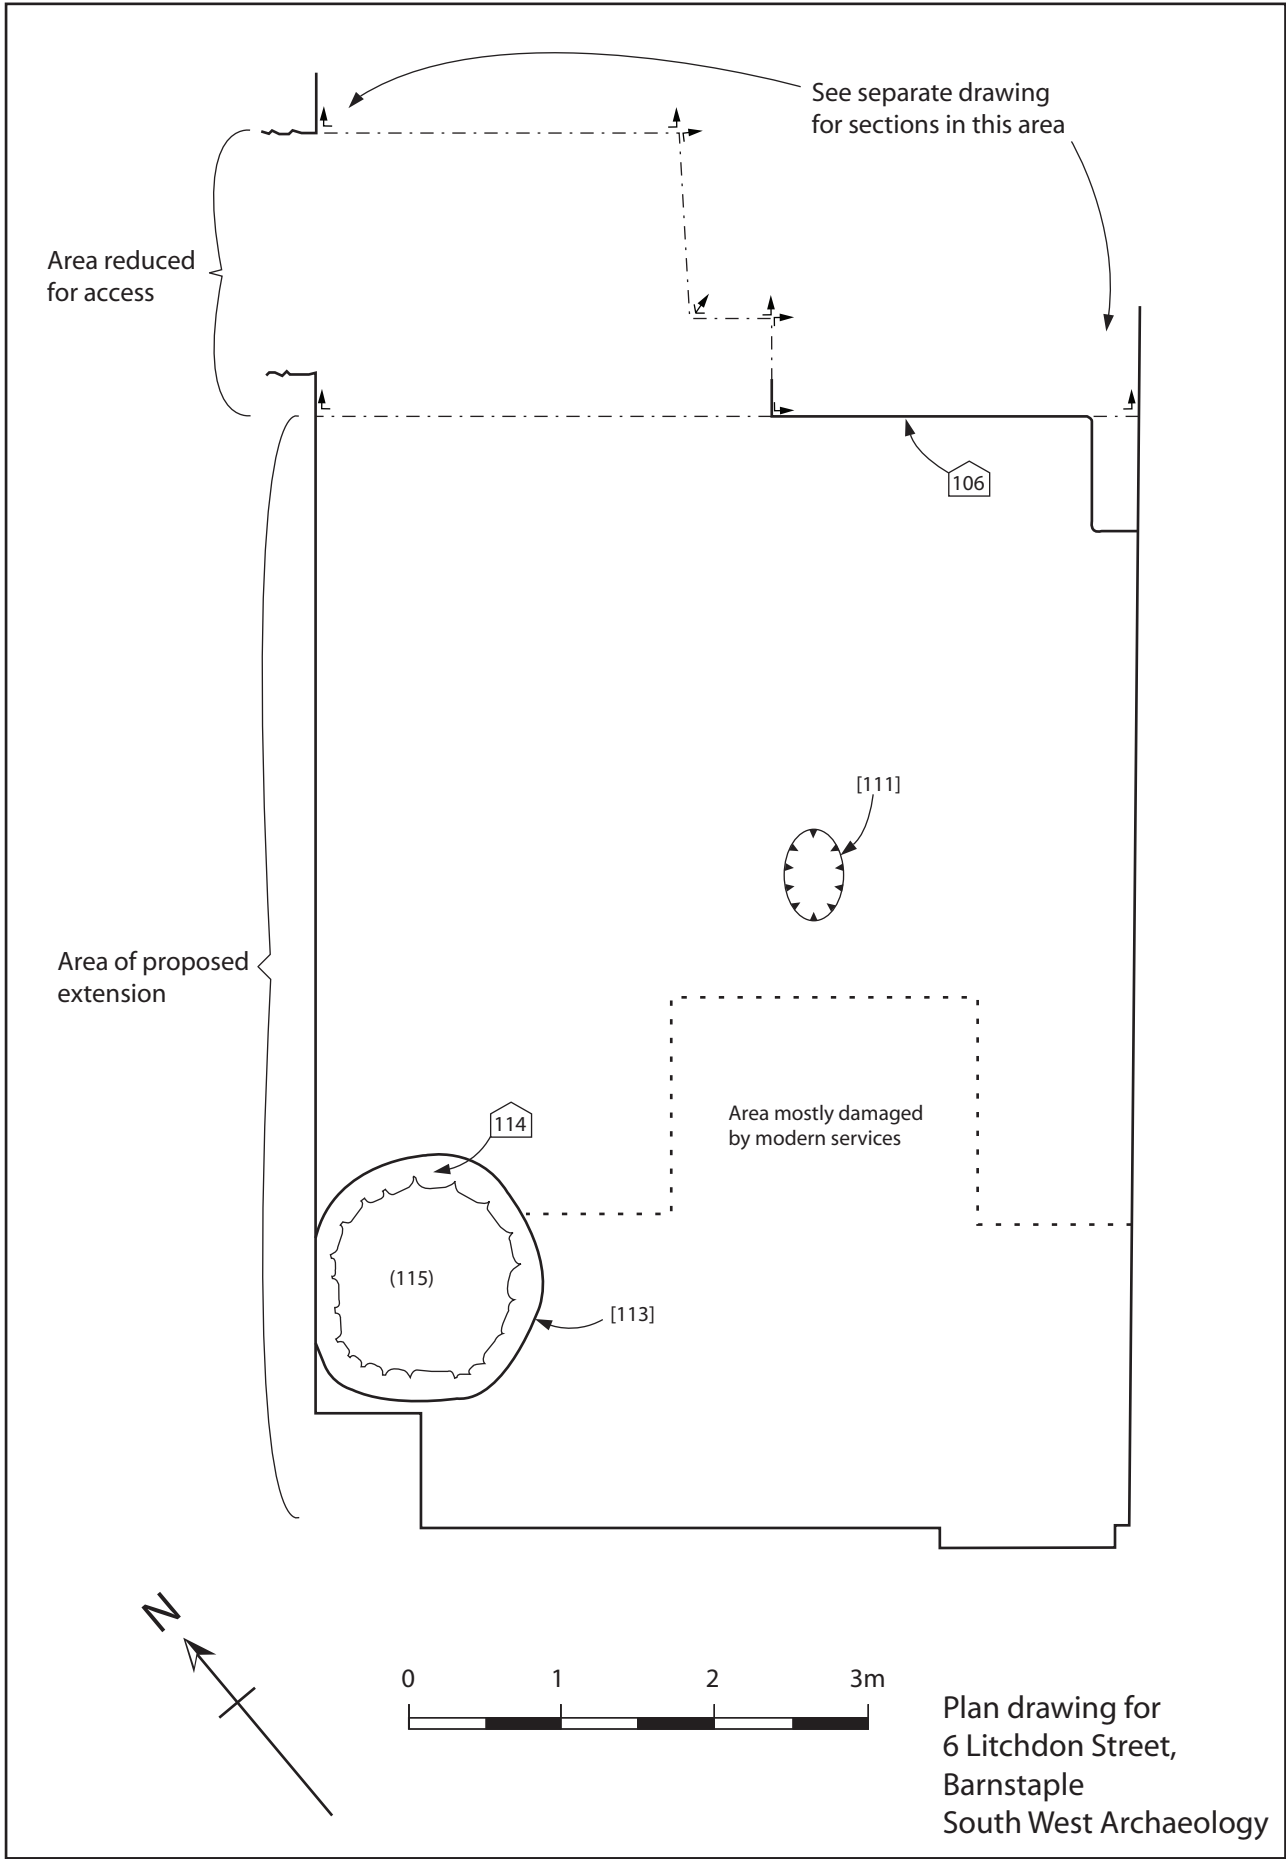 See separate drawing
for sections in this area
Area reduced
for access
106
[111]
Area of proposed
extension
Area mostly damaged
by modern services
114
(115)
[113]
N
0 1 2 3m
Plan drawing for
6 Litchdon Street,
Barnstaple
South West Archaeology